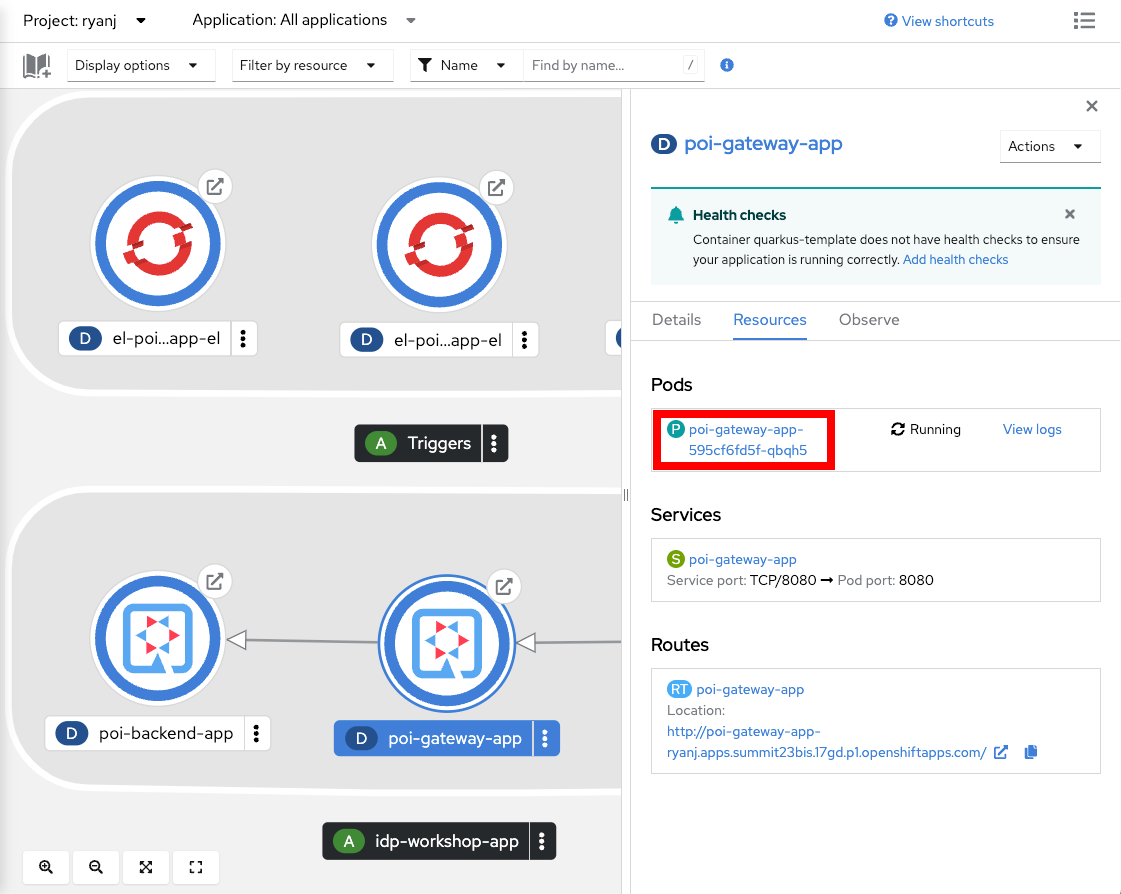 Project: ryanj
Application: All applications
View shortcuts
Display options
Filter by resource
Name
Find by name...
/
D el-poi...app-el
D el-poi...app-el
A Triggers
D poi-backend-app
D poi-gateway-app
A idp-workshop-app
D poi-gateway-app
Actions
Health checks
Container quarkus-template does not have health checks to ensure
your application is running correctly. Add health checks
Details
Resources
Observe
Pods
P poi-gateway-app-
595cf6fd5f-qbqh5
Running
View logs
Services
S poi-gateway-app
Service port: TCP/8080 → Pod port: 8080
Routes
RT poi-gateway-app
Location:
http://poi-gateway-app-
ryanj.apps.summit23bis.17gd.p1.openshiftapps.com/